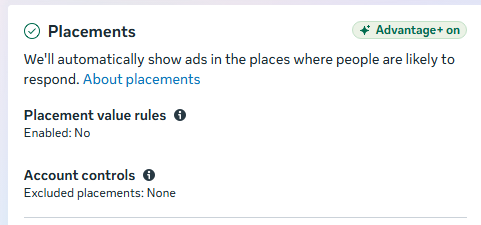 Placements
Advantage+ on
We'll automatically show ads in the places where people are likely to
respond. About placements
Placement value rules
Enabled: No
Account controls
Excluded placements: None